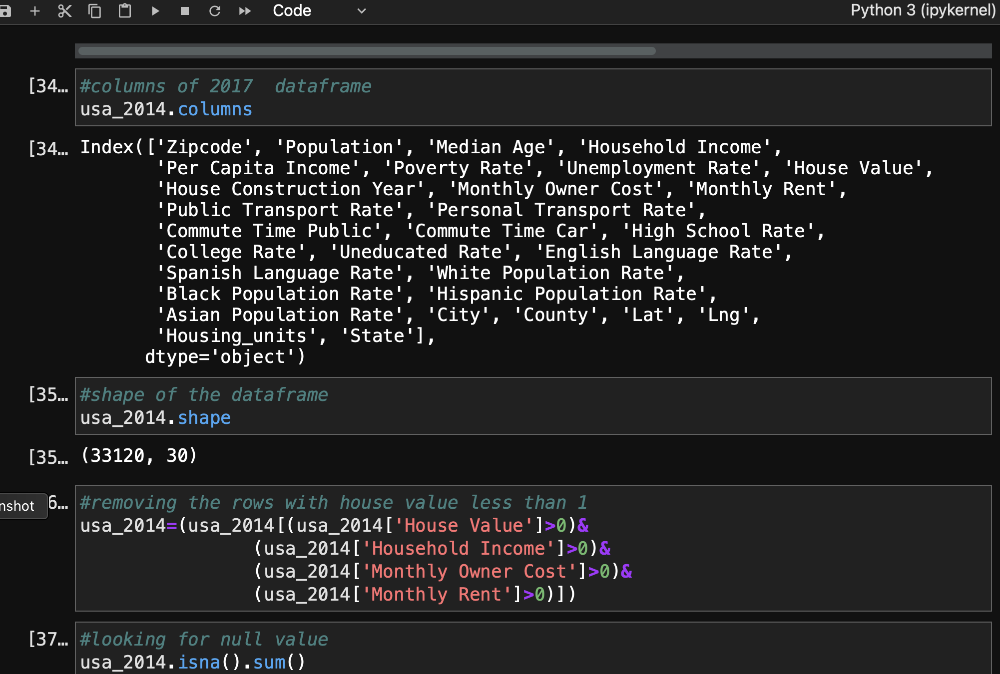 Code
Python 3 (ipykernel)
[34…
#columns of 2017  dataframe
usa_2014.columns
[34…
Index(['Zipcode', 'Population', 'Median Age', 'Household Income',
'Per Capita Income', 'Poverty Rate', 'Unemployment Rate', 'House Value',
'House Construction Year', 'Monthly Owner Cost', 'Monthly Rent',
'Public Transport Rate', 'Personal Transport Rate',
'Commute Time Public', 'Commute Time Car', 'High School Rate',
'College Rate', 'Uneducated Rate', 'English Language Rate',
'Spanish Language Rate', 'White Population Rate',
'Black Population Rate', 'Hispanic Population Rate',
'Asian Population Rate', 'City', 'County', 'Lat', 'Lng',
'Housing_units', 'State'],
dtype='object')
[35…
#shape of the dataframe
usa_2014.shape
[35…
(33120, 30)
nshot
6…
#removing the rows with house value less than 1
usa_2014=(usa_2014[(usa_2014['House Value']>0)&
(usa_2014['Household Income']>0)&
(usa_2014['Monthly Owner Cost']>0)&
(usa_2014['Monthly Rent']>0)])
[37…
#looking for null value
usa_2014.isna().sum()